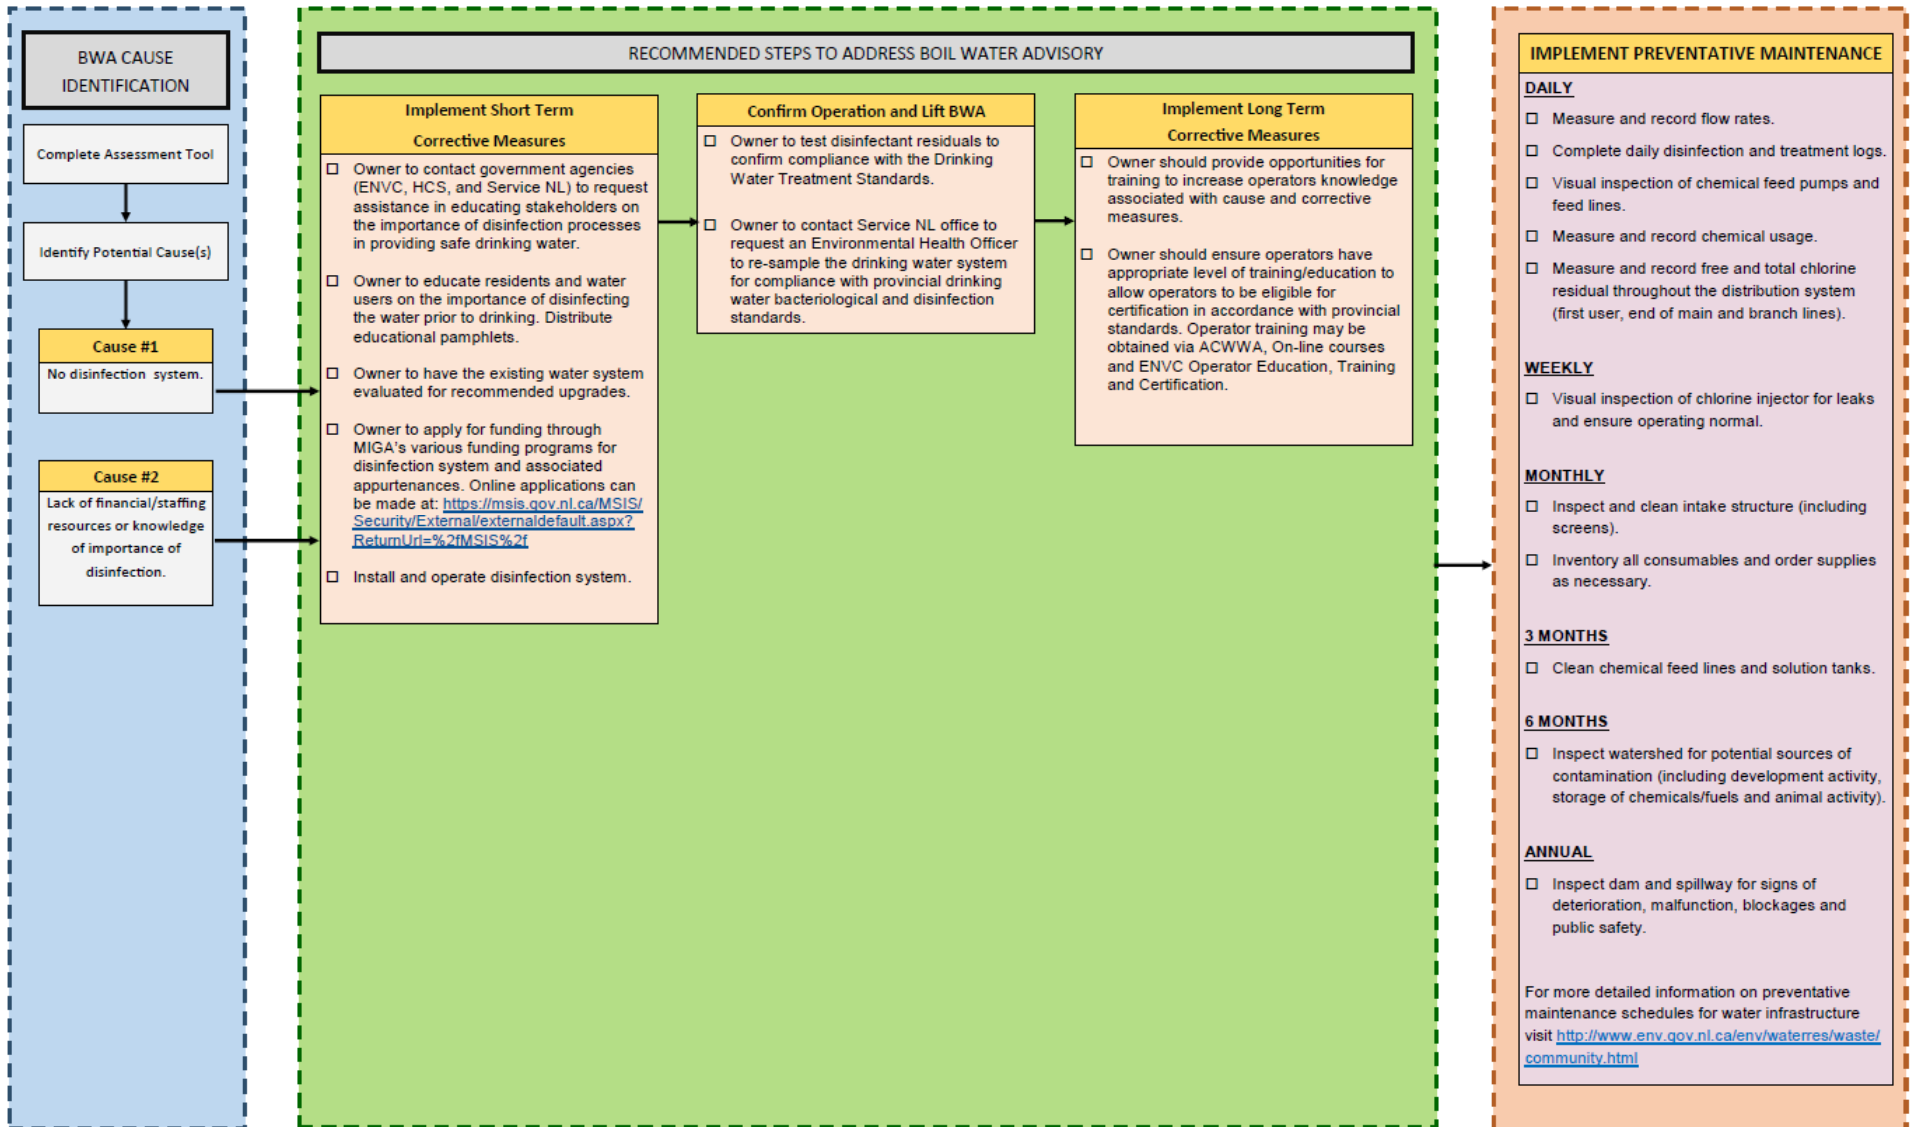 BWA CAUSE
IDENTIFICATION
Complete Assessment Tool
Identify Potential Cause(s)
Cause #1
No disinfection system.
Cause #2
Lack of financial/staffing
resources or knowledge
of importance of
disinfection.
RECOMMENDED STEPS TO ADDRESS BOIL WATER ADVISORY
Implement Short Term
Corrective Measures
☐ Owner to contact government agencies
(ENVC, HCS, and Service NL) to request
assistance in educating stakeholders on
the importance of disinfection processes
in providing safe drinking water.
☐ Owner to educate residents and water
users on the importance of disinfecting
the water prior to drinking. Distribute
educational pamphlets.
☐ Owner to have the existing water system
evaluated for recommended upgrades.
☐ Owner to apply for funding through
MIGA's various funding programs for
disinfection system and associated
appurtenances. Online applications can
be made at: https://msis.gov.nl.ca/MSIS/
Security/External/externaldefault.aspx?
ReturnUrl=%2fMSIS%2f
☐ Install and operate disinfection system.
Confirm Operation and Lift BWA
☐ Owner to test disinfectant residuals to
confirm compliance with the Drinking
Water Treatment Standards.
☐ Owner to contact Service NL office to
request an Environmental Health Officer
to re-sample the drinking water system
for compliance with provincial drinking
water bacteriological and disinfection
standards.
Implement Long Term
Corrective Measures
☐ Owner should provide opportunities for
training to increase operators knowledge
associated with cause and corrective
measures.
☐ Owner should ensure operators have
appropriate level of training/education to
allow operators to be eligible for
certification in accordance with provincial
standards. Operator training may be
obtained via ACWWA, On-line courses
and ENVC Operator Education, Training
and Certification.
IMPLEMENT PREVENTATIVE MAINTENANCE
DAILY
☐ Measure and record flow rates.
☐ Complete daily disinfection and treatment logs.
☐ Visual inspection of chemical feed pumps and
feed lines.
☐ Measure and record chemical usage.
☐ Measure and record free and total chlorine
residual throughout the distribution system
(first user, end of main and branch lines).
WEEKLY
☐ Visual inspection of chlorine injector for leaks
and ensure operating normal.
MONTHLY
☐ Inspect and clean intake structure (including
screens).
☐ Inventory all consumables and order supplies
as necessary.
3 MONTHS
☐ Clean chemical feed lines and solution tanks.
6 MONTHS
☐ Inspect watershed for potential sources of
contamination (including development activity,
storage of chemicals/fuels and animal activity).
ANNUAL
☐ Inspect dam and spillway for signs of
deterioration, malfunction, blockages and
public safety.
For more detailed information on preventative
maintenance schedules for water infrastructure
visit http://www.env.gov.nl.ca/env/waterres/waste/
community.html